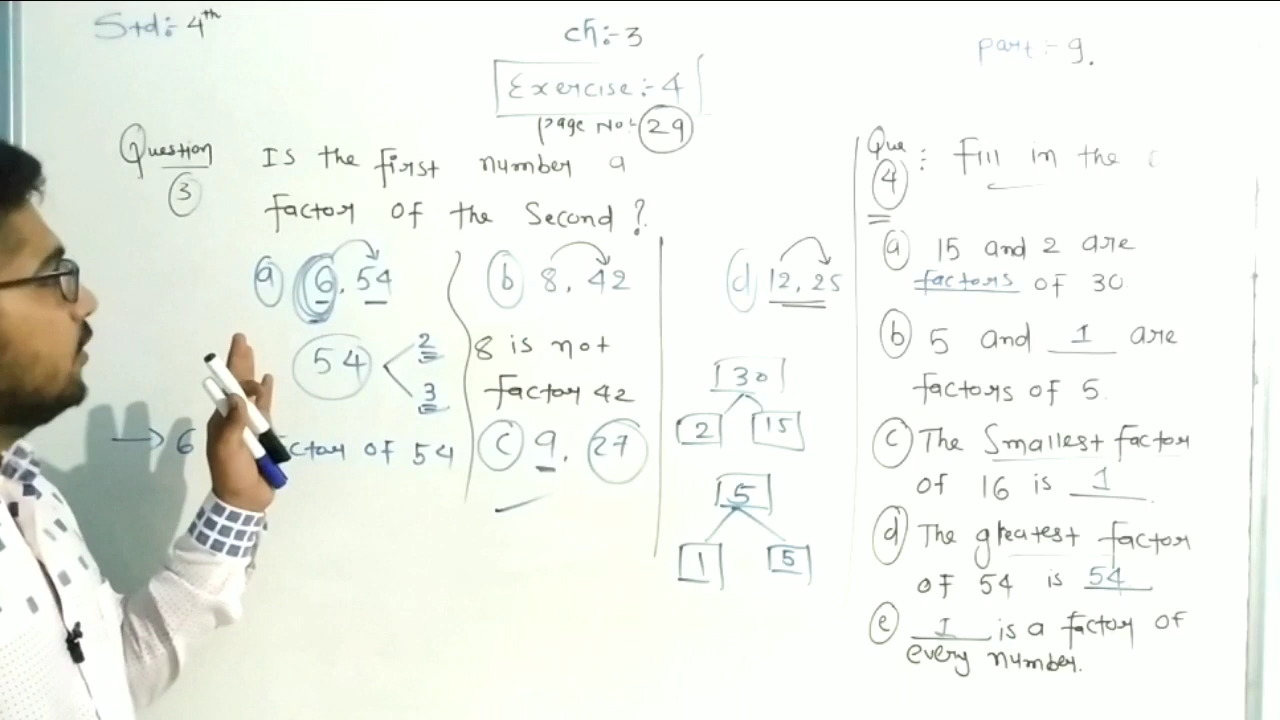 Std:- 4th
ch:-3
part:- 9.
Exercise:-4
page No:- 29
Question
3
Is the first number a
factor of the Second ?
a 6, 54
54
2
3
→ 6 factor of 54
b 8, 42
8 is not
factor 42
c 9, 27
d 12, 25
30
2 15
5
1 5
Que
4 : Fill in the
a 15 and 2 are
factors of 30
b 5 and 1 are
factors of 5.
c The Smallest factor
of 16 is 1
d The greatest factor
of 54 is 54
e 1 is a factor of
every number.